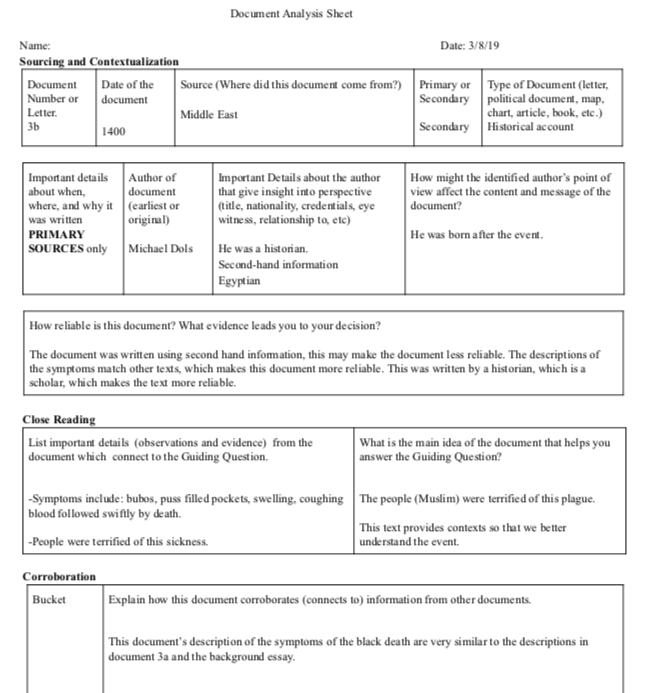 Document Analysis Sheet
Name:
Date: 3/8/19
Sourcing and Contextualization
Document
Number or
Letter.
3b
Date of the
document
1400
Source (Where did this document come from?)
Middle East
Primary or
Secondary
Secondary
Type of Document (letter,
political document, map,
chart, article, book, etc.)
Historical account
Important details
about when,
where, and why it
was written
PRIMARY
SOURCES only
Author of
document
(earliest or
original)
Michael Dols
Important Details about the author
that give insight into perspective
(title, nationality, credentials, eye
witness, relationship to, etc)
He was a historian.
Second-hand information
Egyptian
How might the identified author's point of
view affect the content and message of the
document?
He was born after the event.
How reliable is this document? What evidence leads you to your decision?
The document was written using second hand information, this may make the document less reliable. The descriptions of
the symptoms match other texts, which makes this document more reliable. This was written by a historian, which is a
scholar, which makes the text more reliable.
Close Reading
List important details (observations and evidence) from the
document which connect to the Guiding Question.
-Symptoms include: bubos, puss filled pockets, swelling, coughing
blood followed swiftly by death.
-People were terrified of this sickness.
What is the main idea of the document that helps you
answer the Guiding Question?
The people (Muslim) were terrified of this plague.
This text provides contexts so that we better
understand the event.
Corroboration
Bucket
Explain how this document corroborates (connects to) information from other documents.
This document's description of the symptoms of the black death are very similar to the descriptions in
document 3a and the background essay.